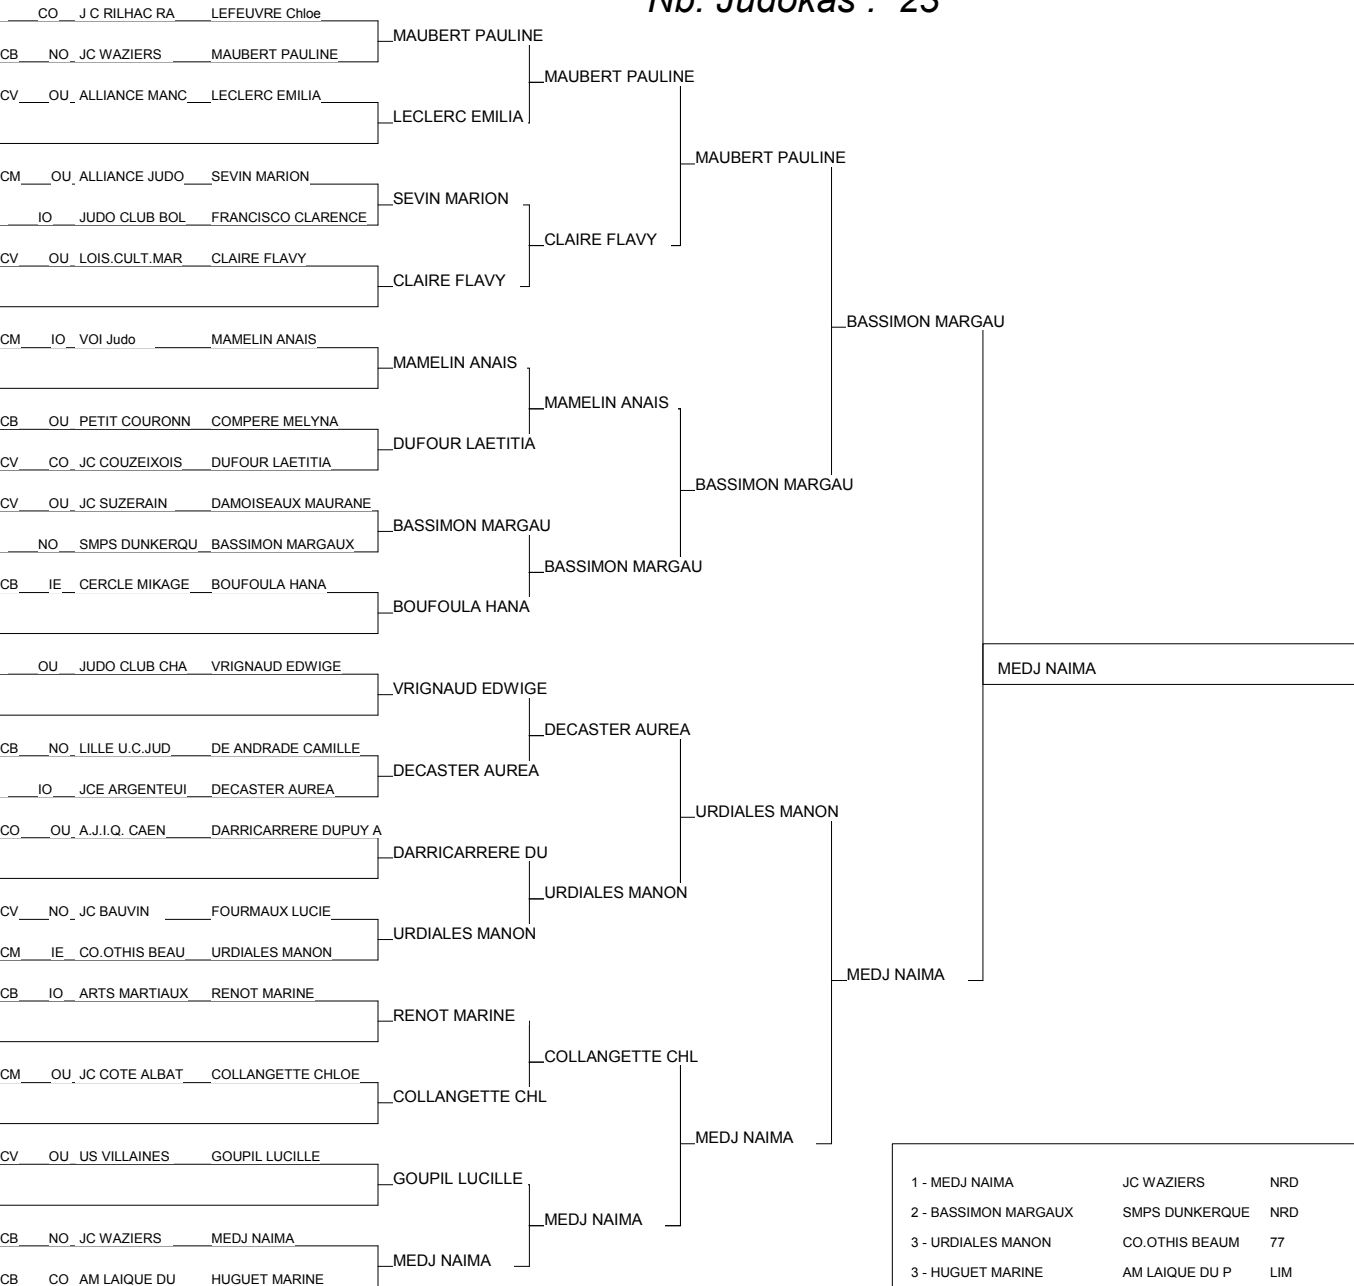 Nb. Judokas : 23
CO J C RILHAC RA LEFEUVRE Chloe
CB NO JC WAZIERS MAUBERT PAULINE
CV OU ALLIANCE MANC LECLERC EMILIA
CM OU ALLIANCE JUDO SEVIN MARION
IO JUDO CLUB BOL FRANCISCO CLARENCE
CV OU LOIS.CULT.MAR CLAIRE FLAVY
CM IO VOI Judo MAMELIN ANAIS
CB OU PETIT COURONN COMPERE MELYNA
CV CO JC COUZEIXOIS DUFOUR LAETITIA
CV OU JC SUZERAIN DAMOISEAUX MAURANE
NO SMPS DUNKERQU BASSIMON MARGAUX
CB IE CERCLE MIKAGE BOUFOULA HANA
OU JUDO CLUB CHA VRIGNAUD EDWIGE
CB NO LILLE U.C.JUD DE ANDRADE CAMILLE
IO JCE ARGENTEUI DECASTER AUREA
CO OU A.J.I.Q. CAEN DARRICARRERE DUPUY A
CV NO JC BAUVIN FOURMAUX LUCIE
CM IE CO.OTHIS BEAU URDIALES MANON
CB IO ARTS MARTIAUX RENOT MARINE
CM OU JC COTE ALBAT COLLANGETTE CHLOE
CV OU US VILLAINES GOUPIL LUCILLE
CB NO JC WAZIERS MEDJ NAIMA
CB CO AM LAIQUE DU HUGUET MARINE
MAUBERT PAULINE
LECLERC EMILIA
SEVIN MARION
CLAIRE FLAVY
MAMELIN ANAIS
DUFOUR LAETITIA
BASSIMON MARGAU
BOUFOULA HANA
VRIGNAUD EDWIGE
DECASTER AUREA
DARRICARRERE DU
URDIALES MANON
RENOT MARINE
COLLANGETTE CHL
GOUPIL LUCILLE
MEDJ NAIMA
MAUBERT PAULINE
CLAIRE FLAVY
MAMELIN ANAIS
BASSIMON MARGAU
DECASTER AUREA
URDIALES MANON
COLLANGETTE CHL
MEDJ NAIMA
MAUBERT PAULINE
BASSIMON MARGAU
URDIALES MANON
MEDJ NAIMA
BASSIMON MARGAU
MEDJ NAIMA
MEDJ NAIMA
1 - MEDJ NAIMA JC WAZIERS NRD
2 - BASSIMON MARGAUX SMPS DUNKERQUE NRD
3 - URDIALES MANON CO.OTHIS BEAUM 77
3 - HUGUET MARINE AM LAIQUE DU P LIM